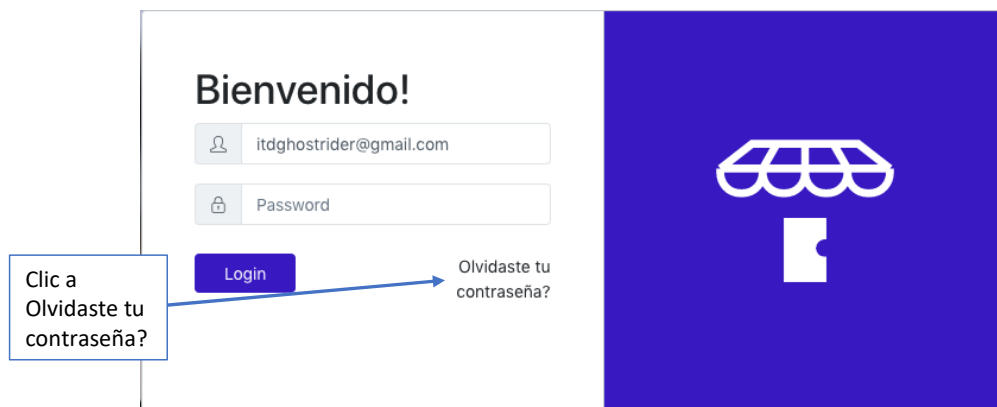 Bienvenido!
itdghostrider@gmail.com
Password
Login
Olvidaste tu
contraseña?
Clic a
Olvidaste tu
contraseña?